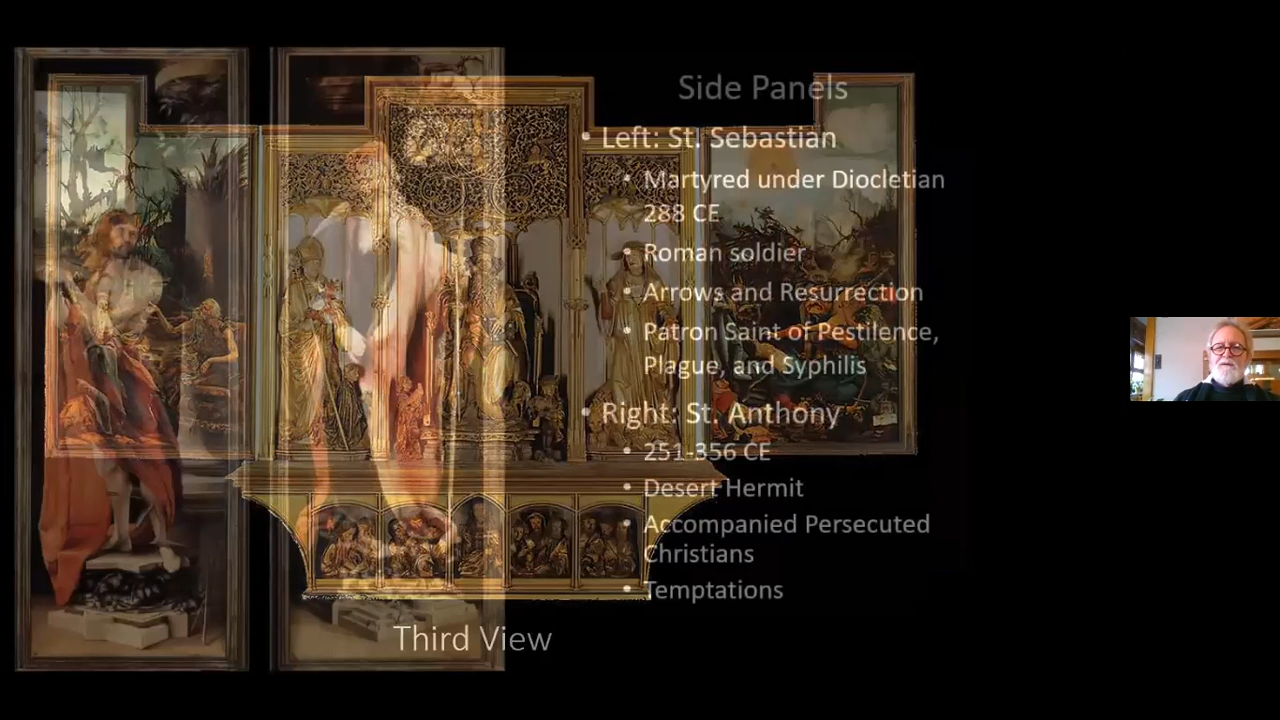 Side Panels
• Left: St. Sebastian
• Martyred under Diocletian
288 CE
• Roman soldier
• Arrows and Resurrection
• Patron Saint of Pestilence,
Plague, and Syphilis
• Right: St. Anthony
• 251-356 CE
• Desert Hermit
• Accompanied Persecuted
Christians
• Temptations
Third View